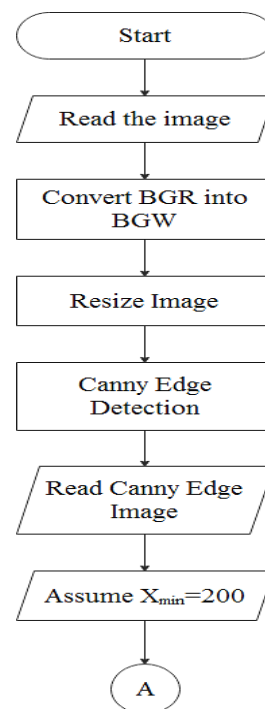 Start
Read the image
Convert BGR into
BGW
Resize Image
Canny Edge
Detection
Read Canny Edge
Image
Assume Xmin=200
A